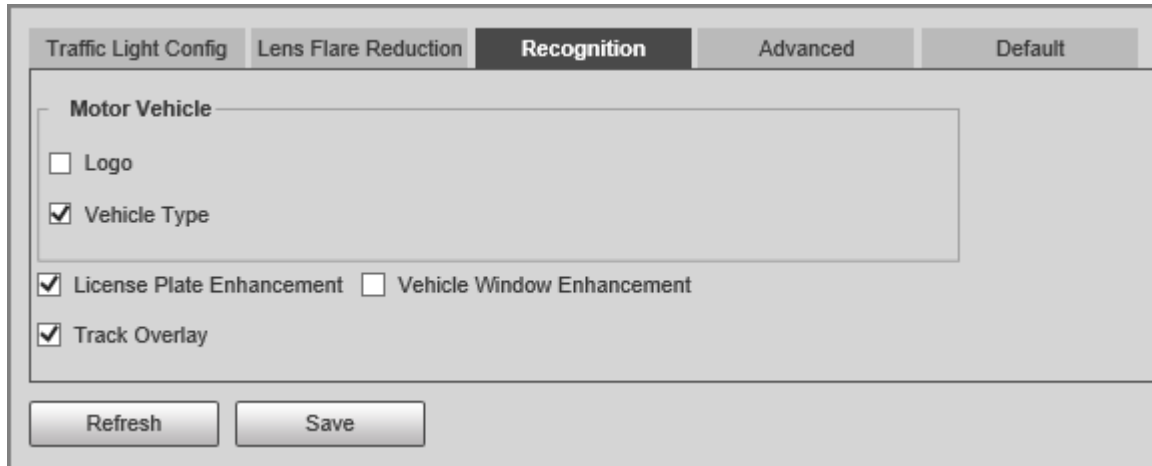 Traffic Light Config Lens Flare Reduction Recognition Advanced Default
Motor Vehicle
Logo
Vehicle Type
License Plate Enhancement Vehicle Window Enhancement
Track Overlay
Refresh Save